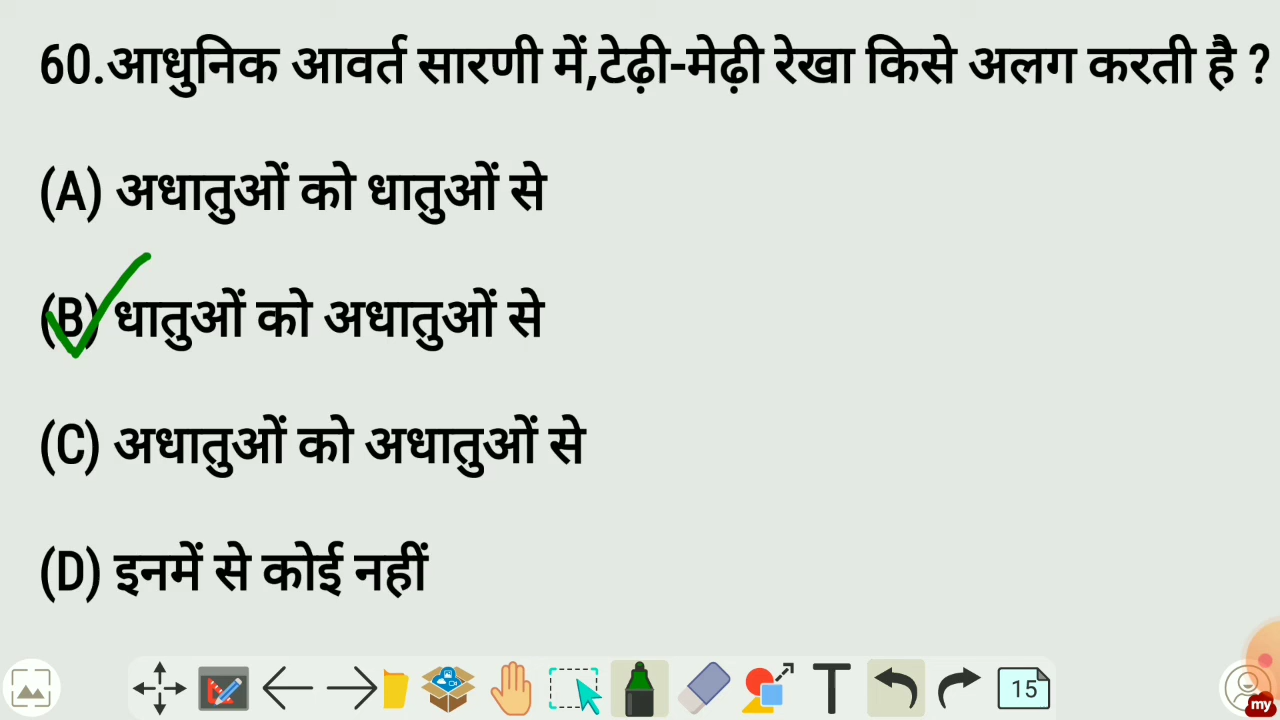 60.आधुनिक आवर्त सारणी में,टेढ़ी-मेढ़ी रेखा किसे अलग करती है ?
(A) अधातुओं को धातुओं से
(B) धातुओं को अधातुओं से
(C) अधातुओं को अधातुओं से
(D) इनमें से कोई नहीं
T
15
my